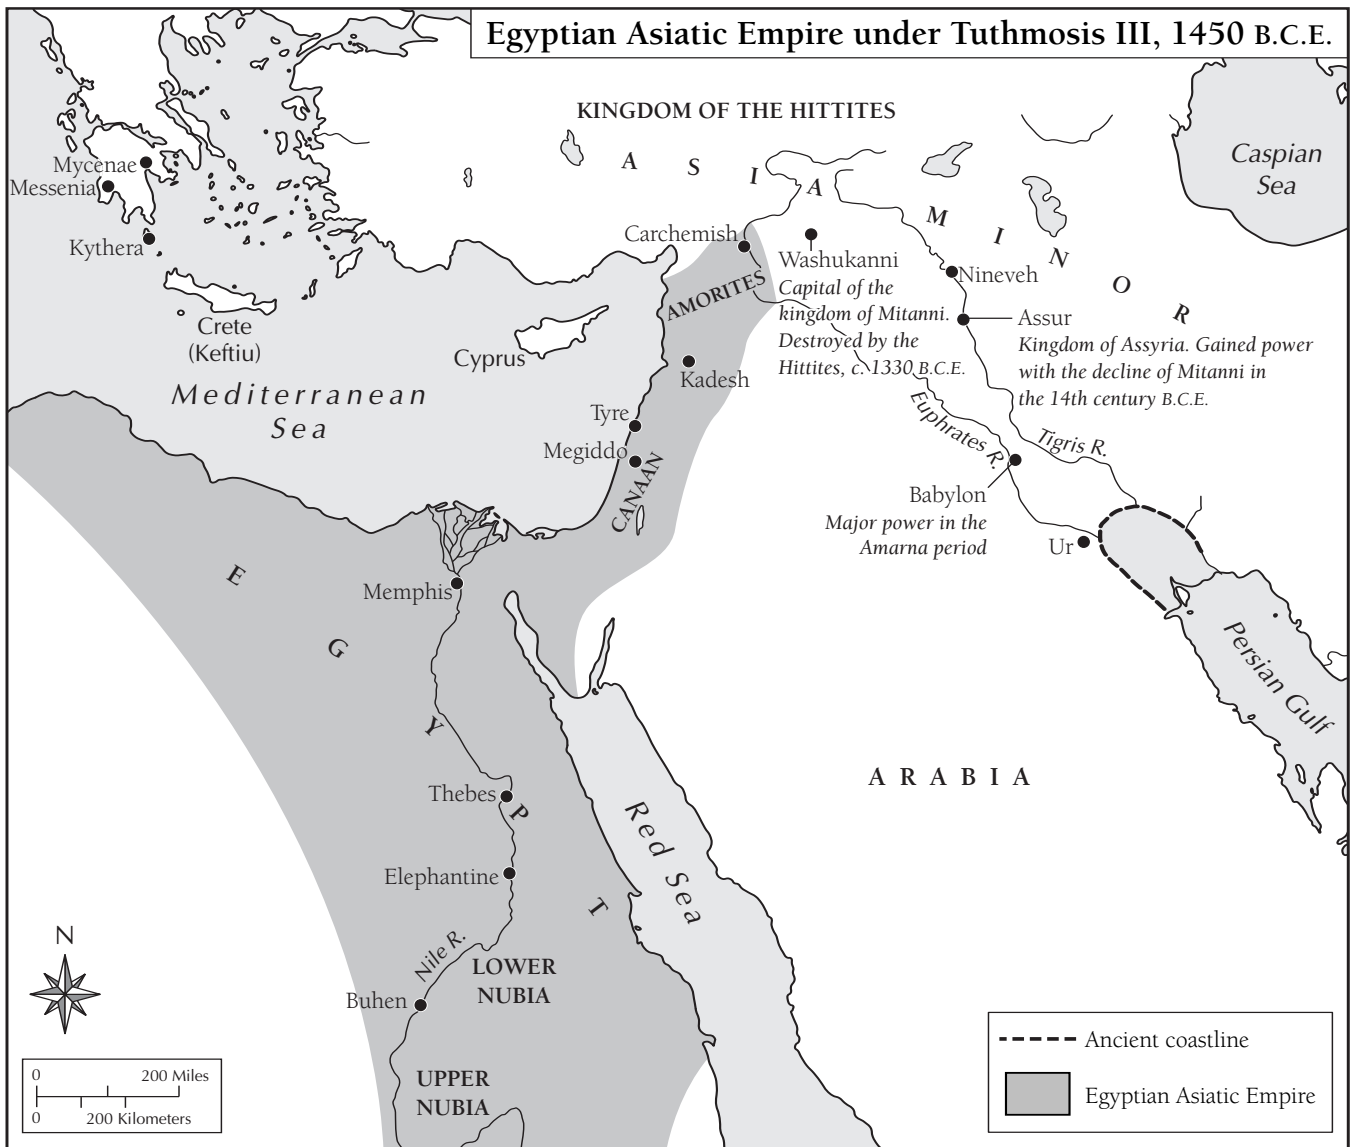 Egyptian Asiatic Empire under Tuthmosis III, 1450 B.C.E.
KINGDOM OF THE HITTITES
ASIA MINOR
Caspian
Sea
Mycenae
Messenia
Kythera
Crete
(Keftiu)
Cyprus
Mediterranean
Sea
Carchemish
AMORITES
Washukanni
Capital of the
kingdom of Mitanni.
Destroyed by the
Hittites, c. 1330 B.C.E.
Nineveh
Assur
Kingdom of Assyria. Gained power
with the decline of Mitanni in
the 14th century B.C.E.
Kadesh
Tyre
Megiddo
CANAAN
Euphrates R.
Tigris R.
Babylon
Major power in the
Amarna period
Ur
Persian Gulf
EGYPT
Memphis
Thebes
Elephantine
Nile R.
LOWER
NUBIA
Buhen
UPPER
NUBIA
Red Sea
ARABIA
N
0 200 Miles
0 200 Kilometers
Ancient coastline
Egyptian Asiatic Empire